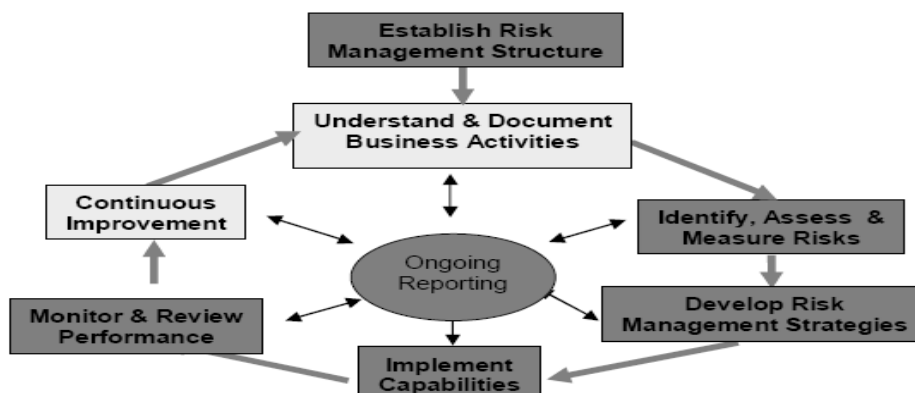 Establish Risk
Management Structure
Understand & Document
Business Activities
Continuous
Improvement
Identify, Assess &
Measure Risks
Ongoing
Reporting
Monitor & Review
Performance
Develop Risk
Management Strategies
Implement
Capabilities